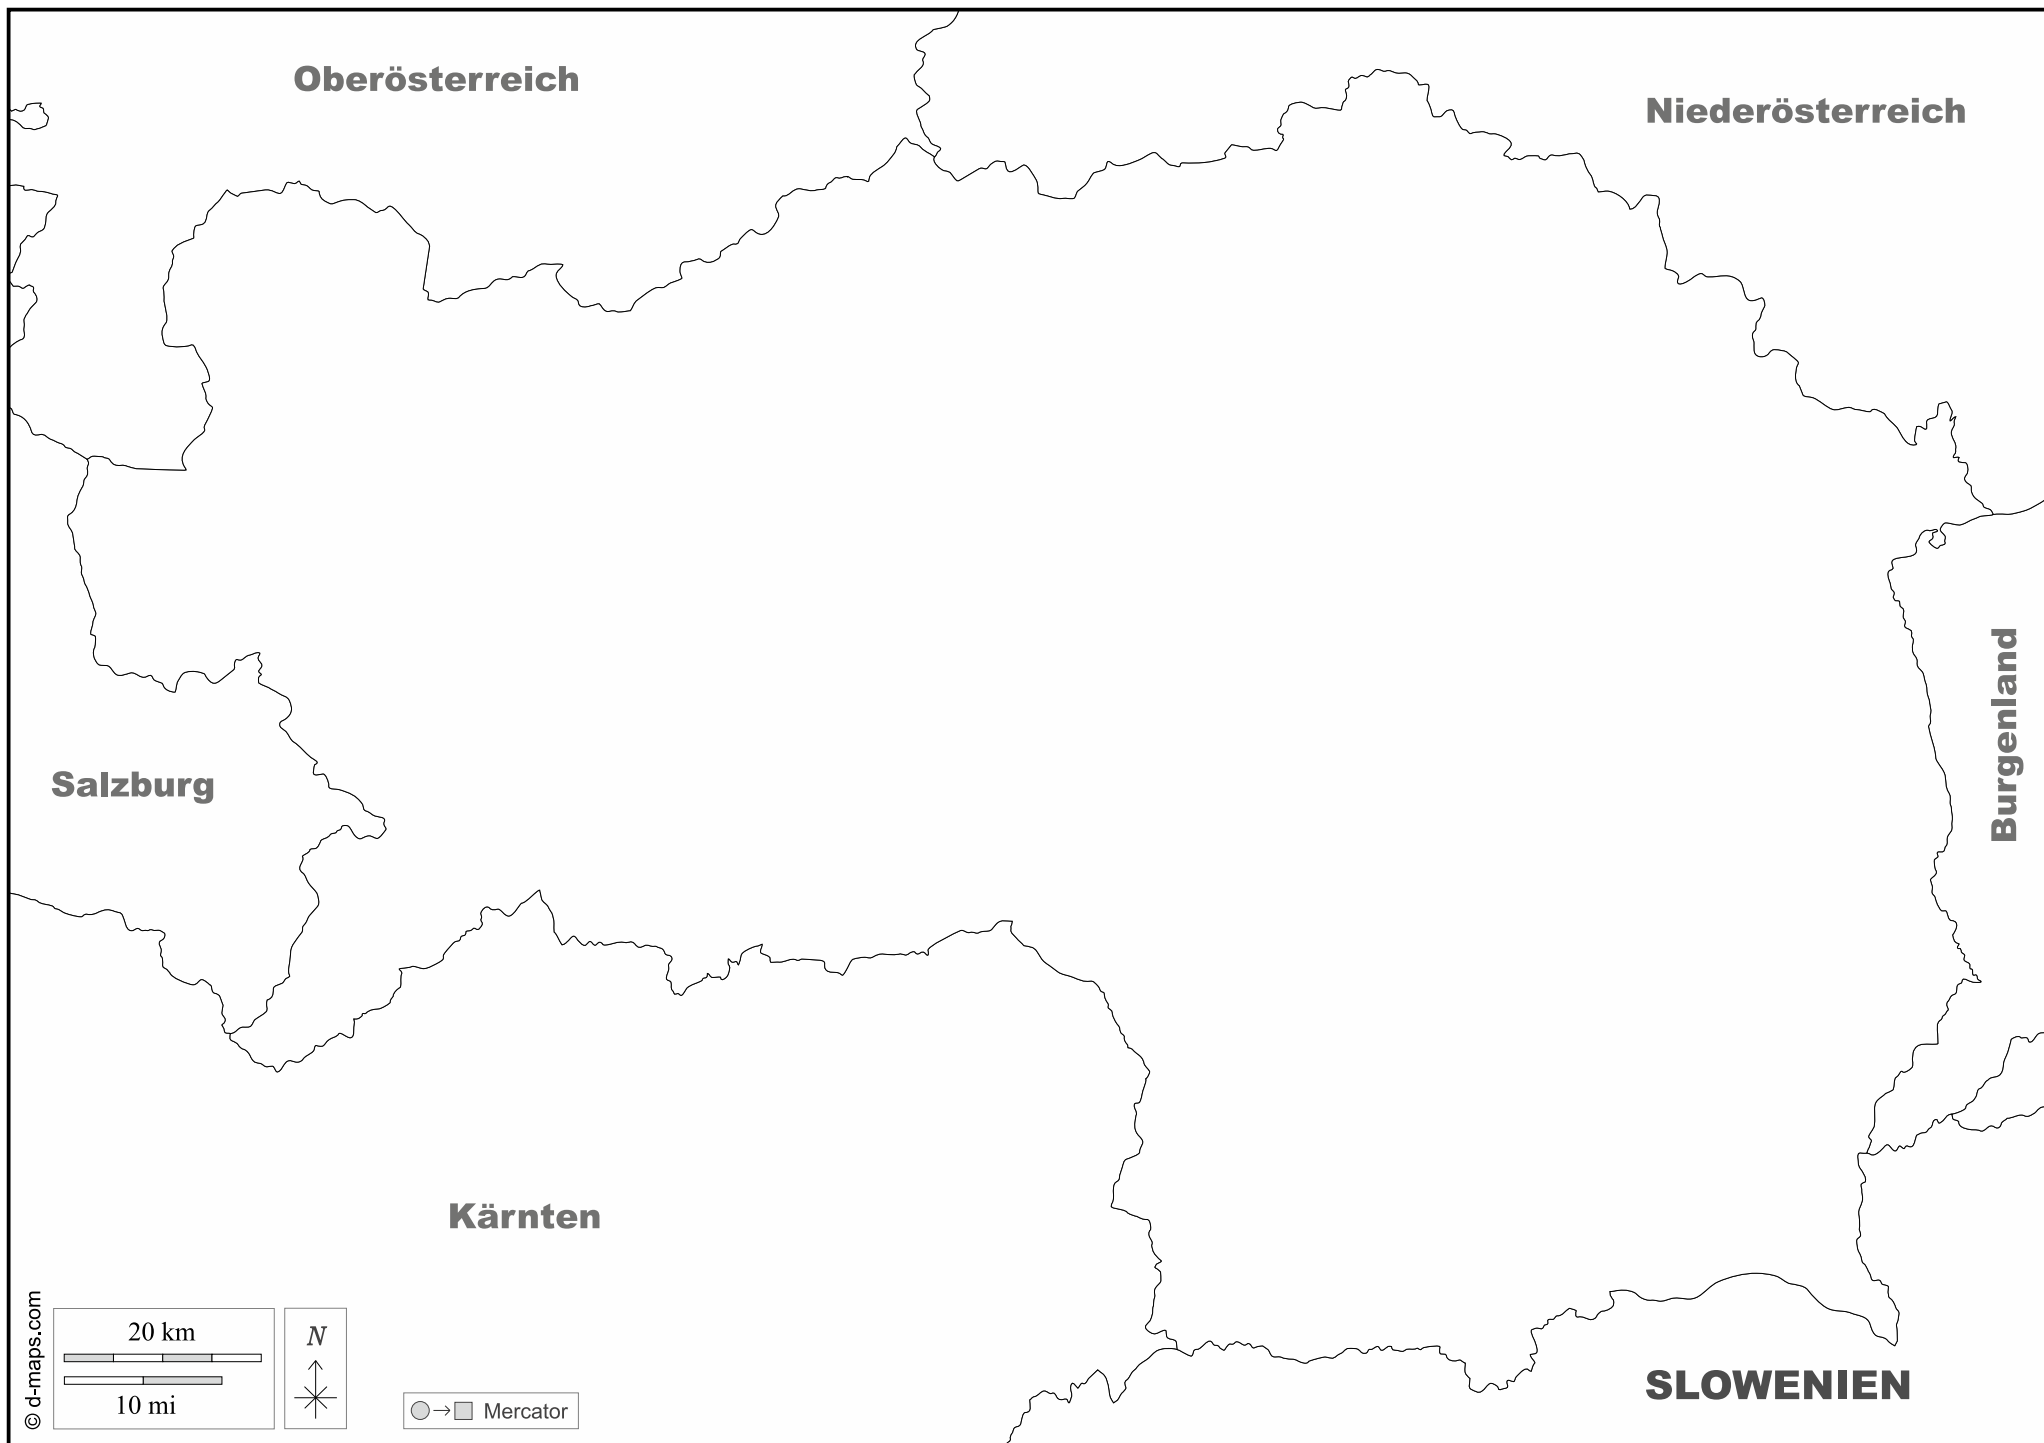 Oberösterreich
Niederösterreich
Burgenland
Salzburg
Kärnten
SLOWENIEN
© d-maps.com
20 km
10 mi
N
Mercator